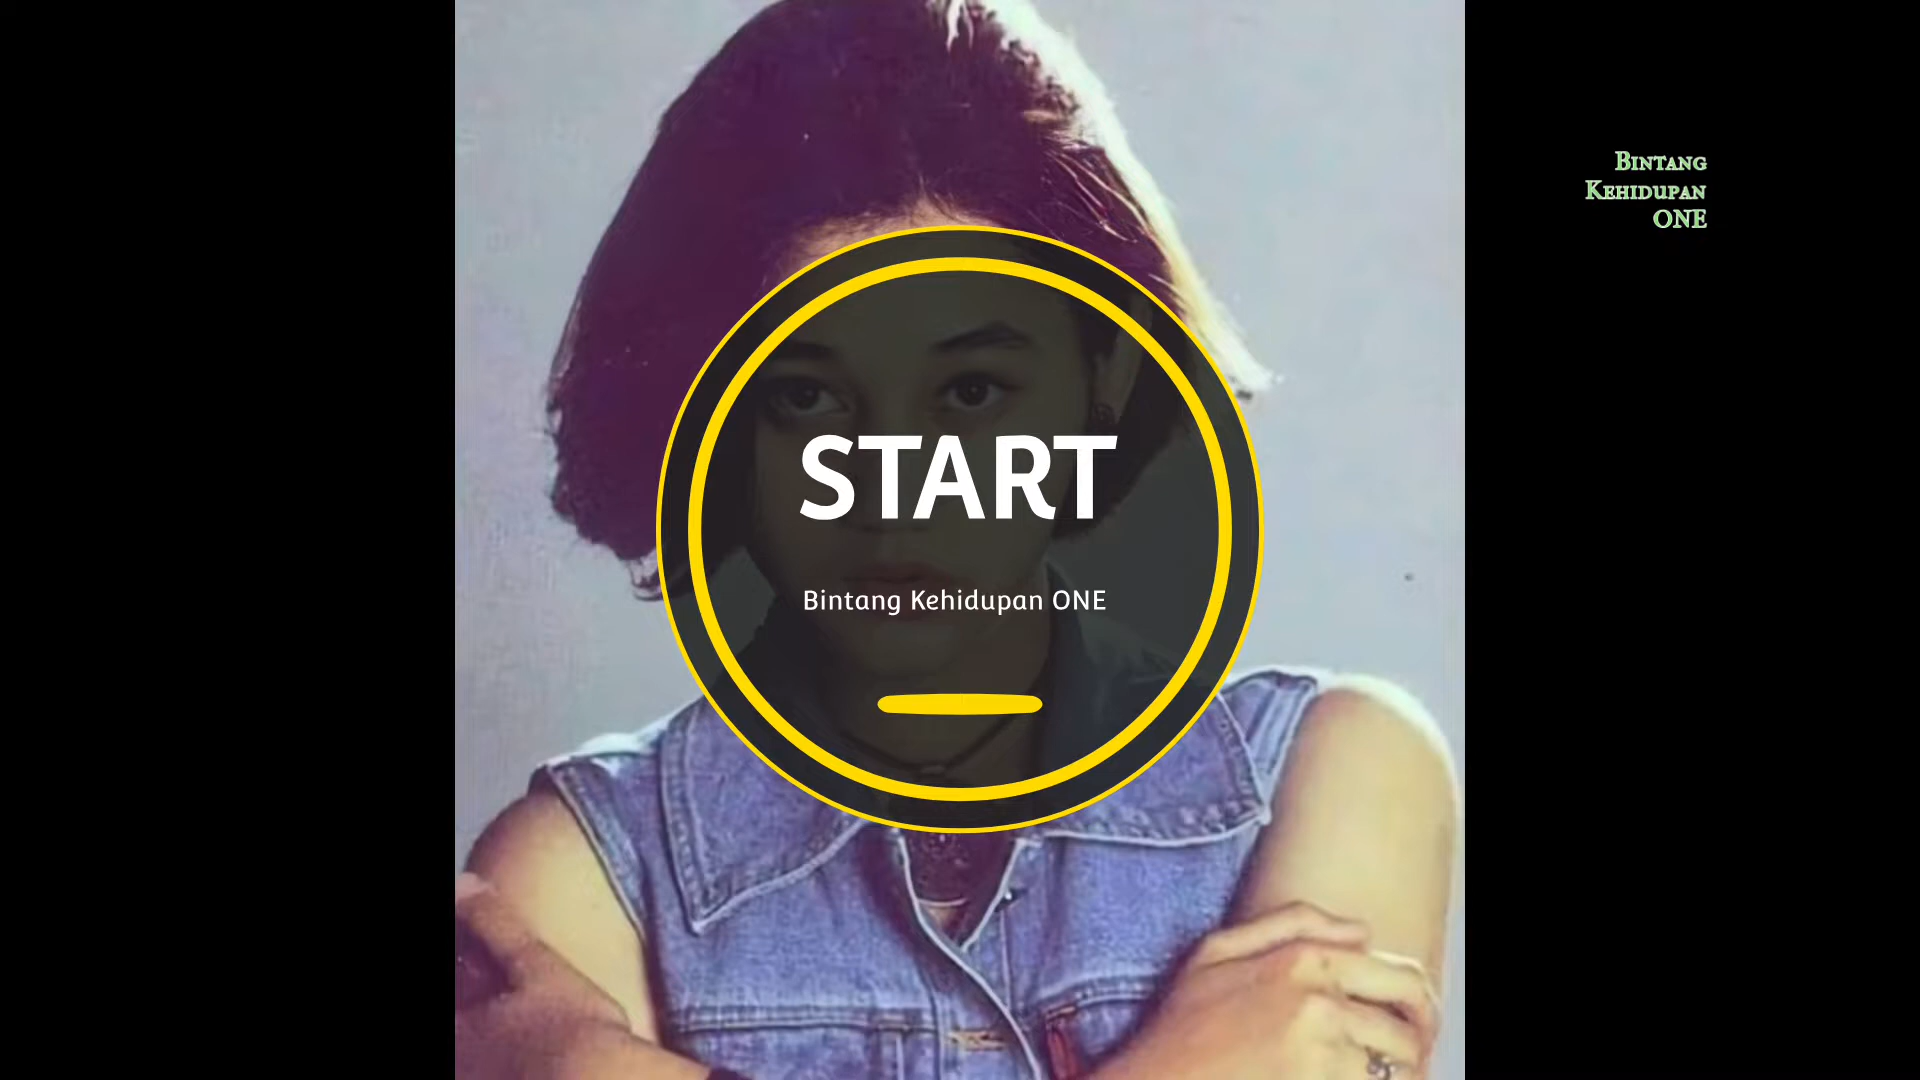 START
Bintang Kehidupan ONE
Bintang
Kehidupan
ONE